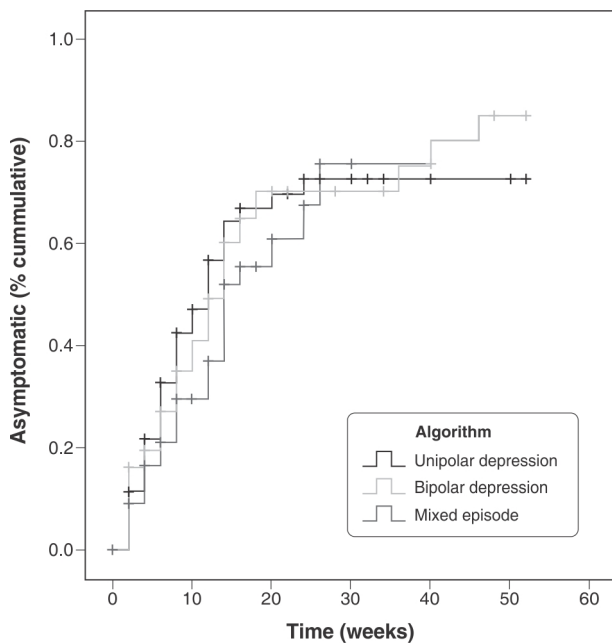 Asymptomatic (% cummulative)
1.0
0.8
0.6
0.4
0.2
0.0
Algorithm
Unipolar depression
Bipolar depression
Mixed episode
0 10 20 30 40 50 60
Time (weeks)